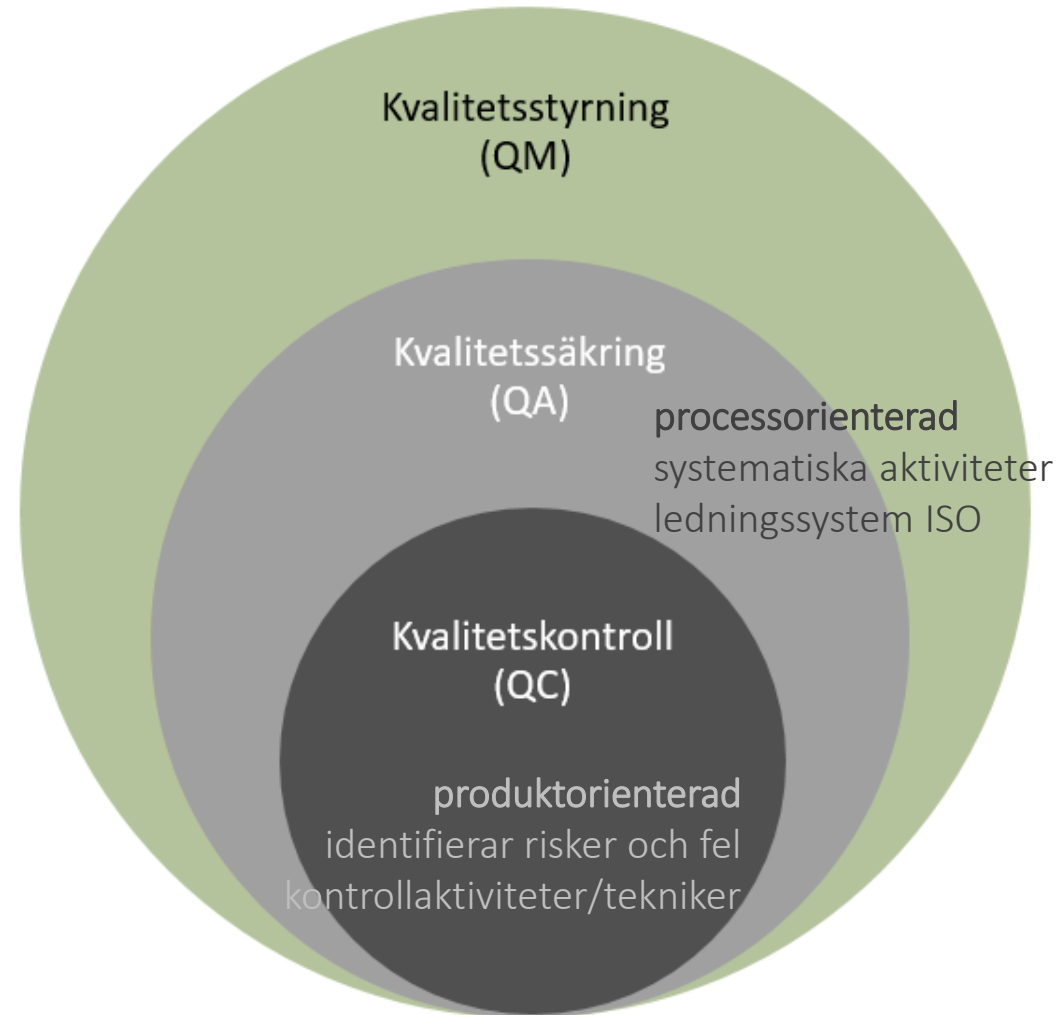 Kvalitetsstyrning
(QM)
Kvalitetssäkring
(QA)
processorienterad
systematiska aktiviteter
ledningssystem ISO
Kvalitetskontroll
(QC)
produktorienterad
identifierar risker och fel
kontrollaktiviteter/tekniker